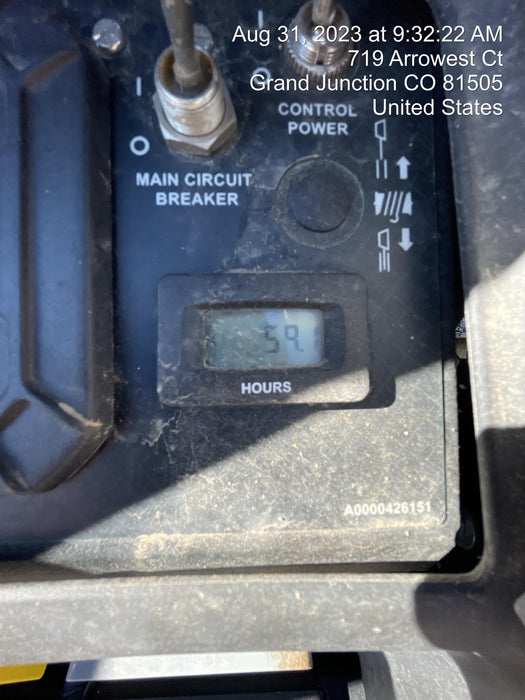 Aug 31, 2023 at 9:32:22 AM
719 Arrowest Ct
Grand Junction CO 81505
United States
I
I
O
O
CONTROL
POWER
MAIN CIRCUIT
BREAKER
HOURS
A0000426151